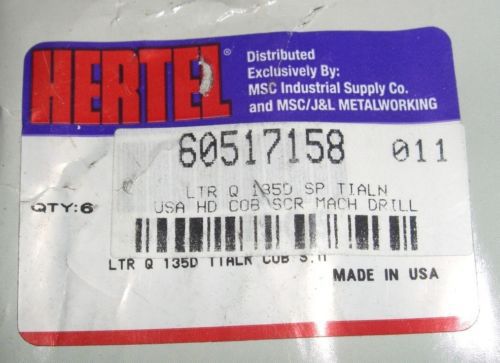 HERTEL®
Distributed
Exclusively By:
MSC Industrial Supply Co.
and MSC/J&L METALWORKING
60517158 011
LTR Q 135D SP TIALN
QTY:6
USA HD COB SCR MACH DRILL
LTR Q 135D TIALN COB
MADE IN USA